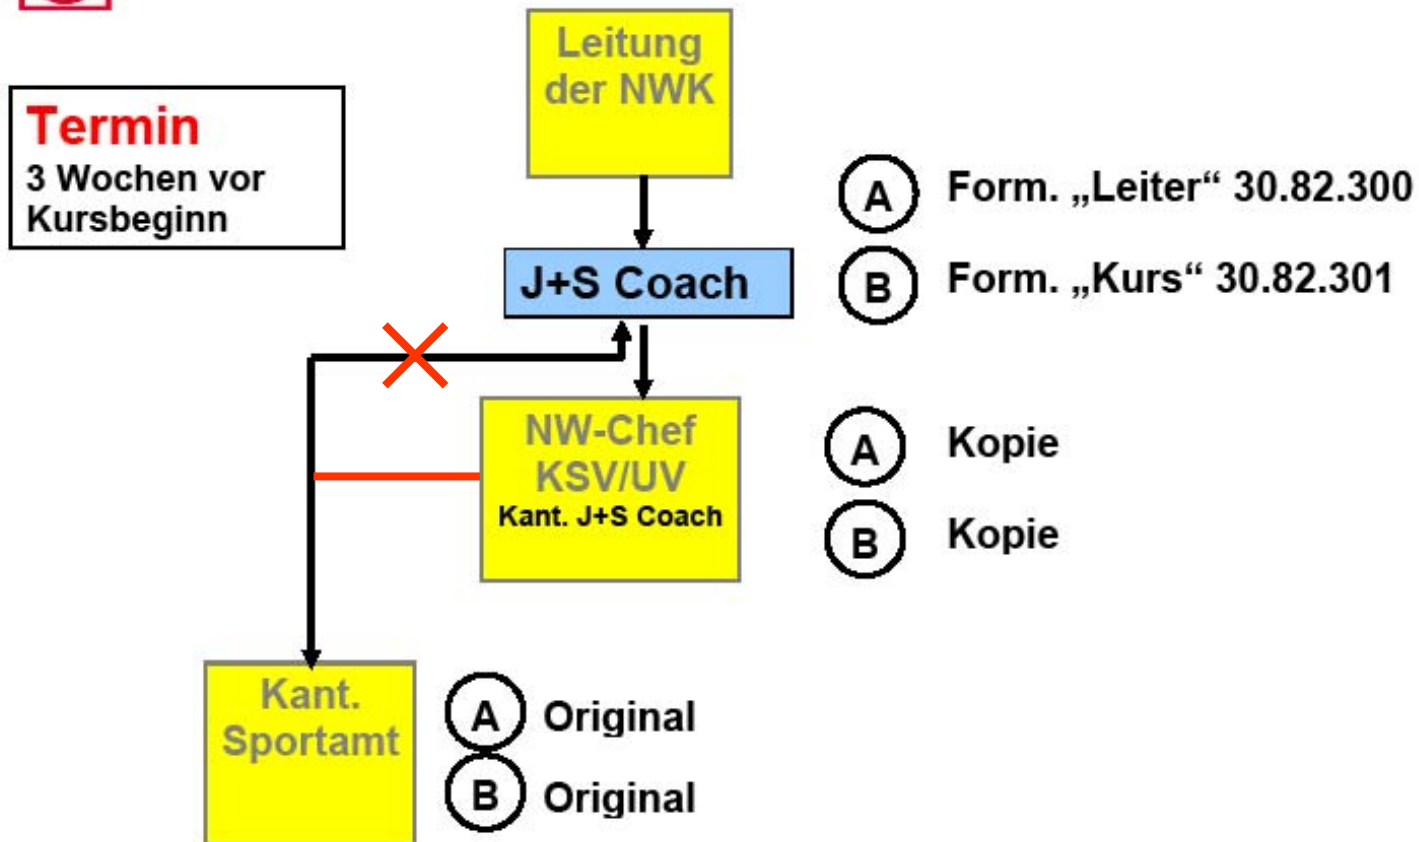 Leitung
der NWK
Termin
3 Wochen vor
Kursbeginn
A Form. „Leiter“ 30.82.300
J+S Coach
B Form. „Kurs“ 30.82.301
NW-Chef
KSV/UV
Kant. J+S Coach
A Kopie
B Kopie
Kant.
Sportamt
A Original
B Original